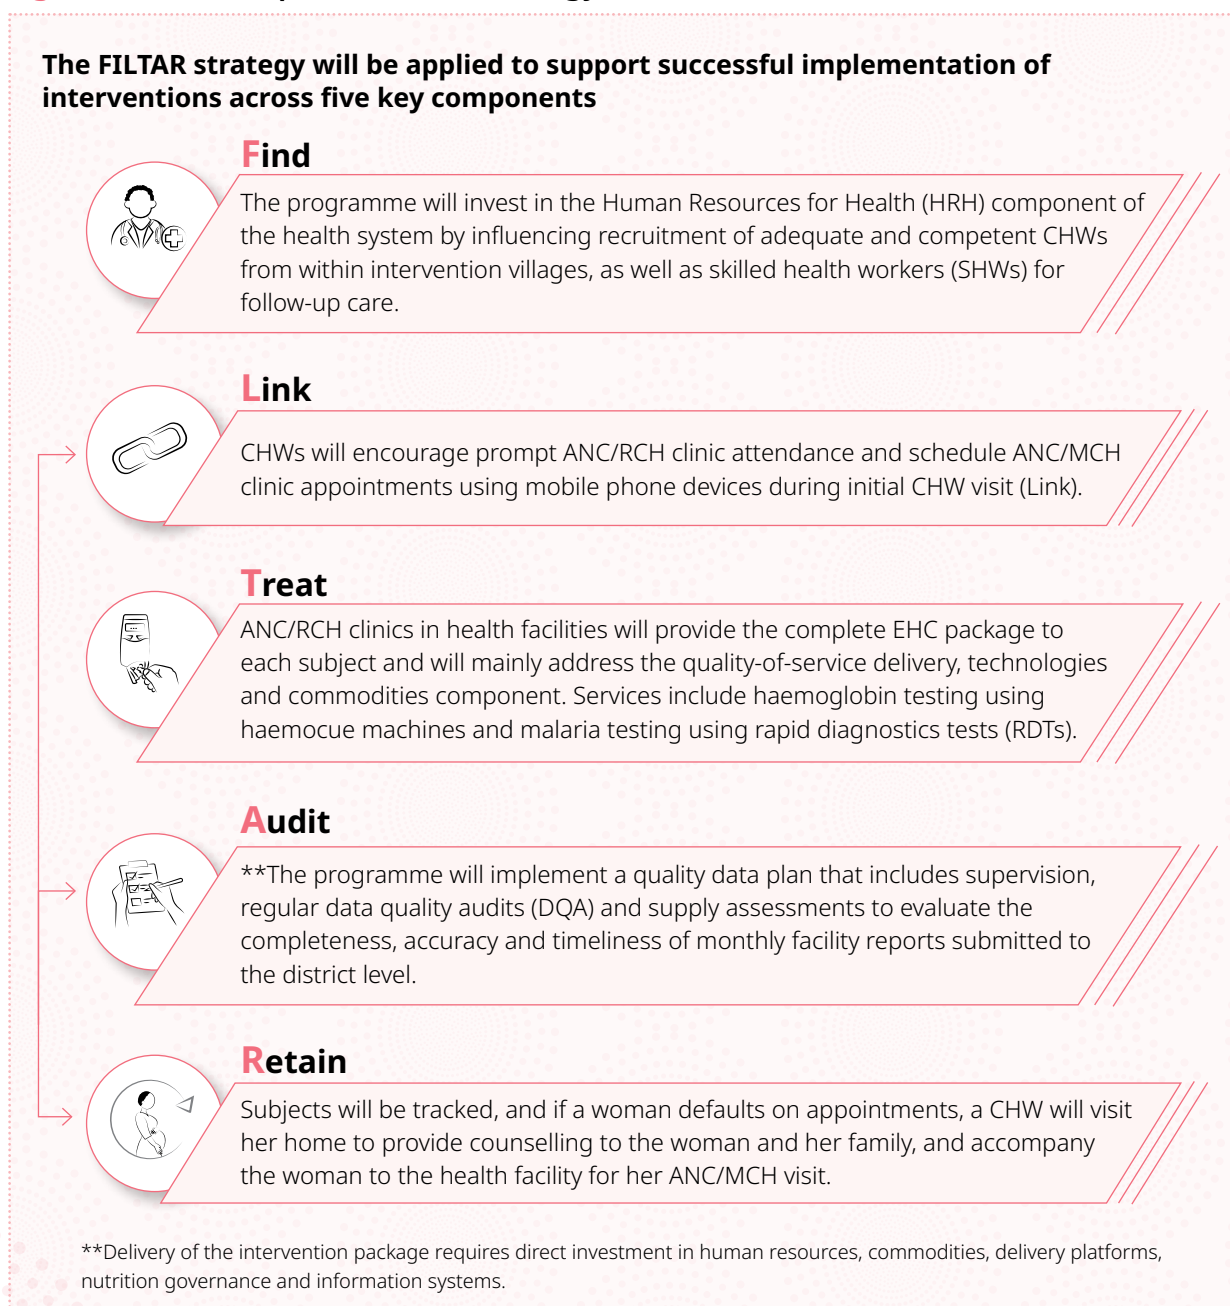 The FILTAR strategy will be applied to support successful implementation of
interventions across five key components
Find
The programme will invest in the Human Resources for Health (HRH) component of
the health system by influencing recruitment of adequate and competent CHWs
from within intervention villages, as well as skilled health workers (SHWs) for
follow-up care.
Link
CHWs will encourage prompt ANC/RCH clinic attendance and schedule ANC/MCH
clinic appointments using mobile phone devices during initial CHW visit (Link).
Treat
ANC/RCH clinics in health facilities will provide the complete EHC package to
each subject and will mainly address the quality-of-service delivery, technologies
and commodities component. Services include haemoglobin testing using
haemocue machines and malaria testing using rapid diagnostics tests (RDTs).
Audit
**The programme will implement a quality data plan that includes supervision,
regular data quality audits (DQA) and supply assessments to evaluate the
completeness, accuracy and timeliness of monthly facility reports submitted to
the district level.
Retain
Subjects will be tracked, and if a woman defaults on appointments, a CHW will visit
her home to provide counselling to the woman and her family, and accompany
the woman to the health facility for her ANC/MCH visit.
**Delivery of the intervention package requires direct investment in human resources, commodities, delivery platforms,
nutrition governance and information systems.